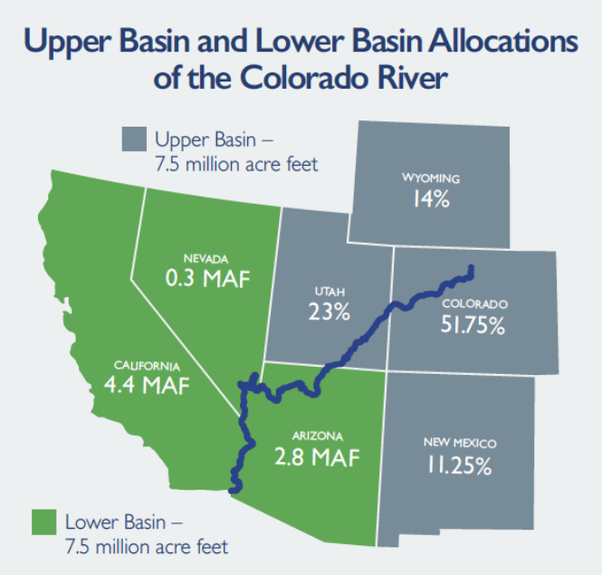 Upper Basin and Lower Basin Allocations
of the Colorado River
Upper Basin –
7.5 million acre feet
WYOMING
14%
NEVADA
0.3 MAF
UTAH
23%
COLORADO
51.75%
CALIFORNIA
4.4 MAF
ARIZONA
2.8 MAF
NEW MEXICO
11.25%
Lower Basin –
7.5 million acre feet